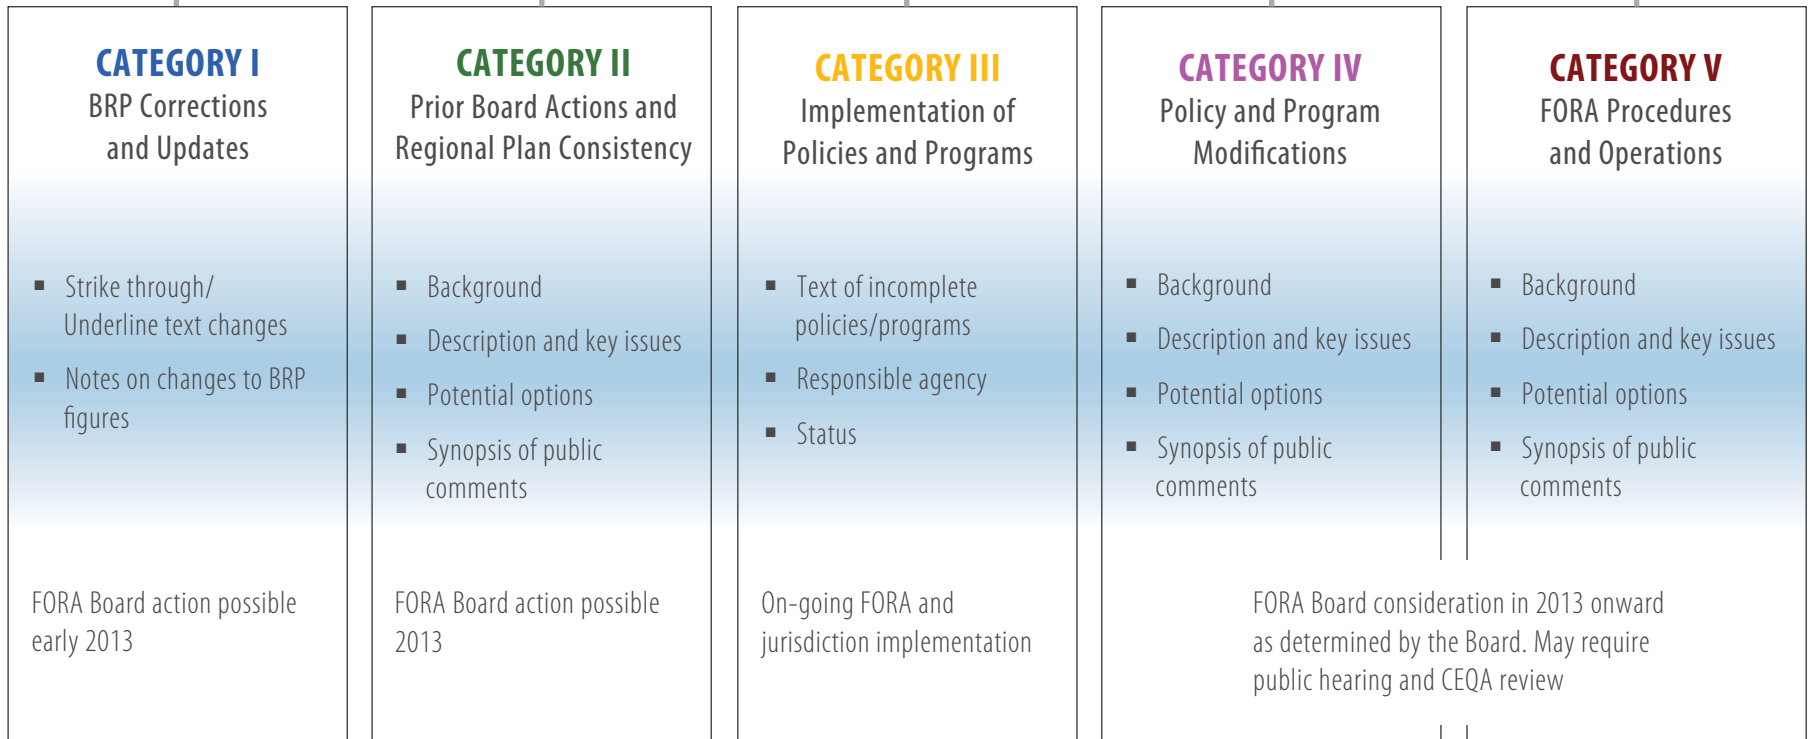 CATEGORY I
BRP Corrections
and Updates
▪ Strike through/
Underline text changes
▪ Notes on changes to BRP
figures
FORA Board action possible
early 2013
CATEGORY II
Prior Board Actions and
Regional Plan Consistency
▪ Background
▪ Description and key issues
▪ Potential options
▪ Synopsis of public
comments
FORA Board action possible
2013
CATEGORY III
Implementation of
Policies and Programs
▪ Text of incomplete
policies/programs
▪ Responsible agency
▪ Status
On-going FORA and
jurisdiction implementation
CATEGORY IV
Policy and Program
Modifications
▪ Background
▪ Description and key issues
▪ Potential options
▪ Synopsis of public
comments
CATEGORY V
FORA Procedures
and Operations
▪ Background
▪ Description and key issues
▪ Potential options
▪ Synopsis of public
comments
FORA Board consideration in 2013 onward
as determined by the Board. May require
public hearing and CEQA review